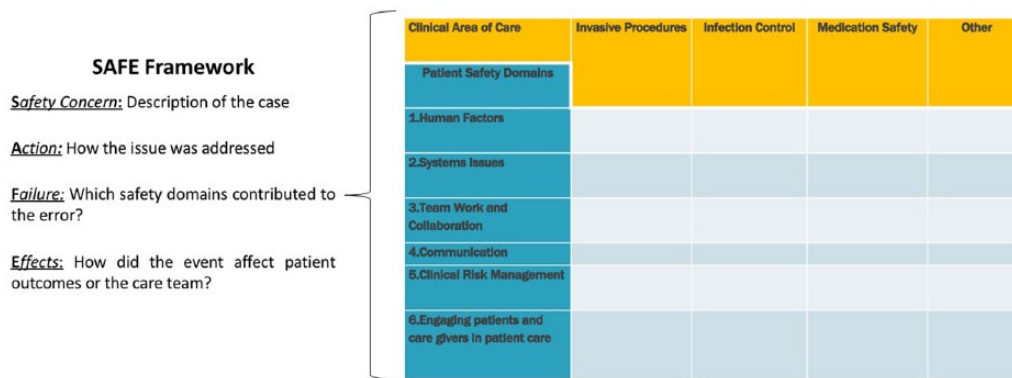 SAFE Framework
Safety Concern: Description of the case
Action: How the issue was addressed
Failure: Which safety domains contributed to
the error?
Effects: How did the event affect patient
outcomes or the care team?
Clinical Area of Care
Invasive Procedures
Infection Control
Medication Safety
Other
Patient Safety Domains
1.Human Factors
2.Systems Issues
3.Team Work and
Collaboration
4.Communication
5.Clinical Risk Management
6.Engaging patients and
care givers in patient care